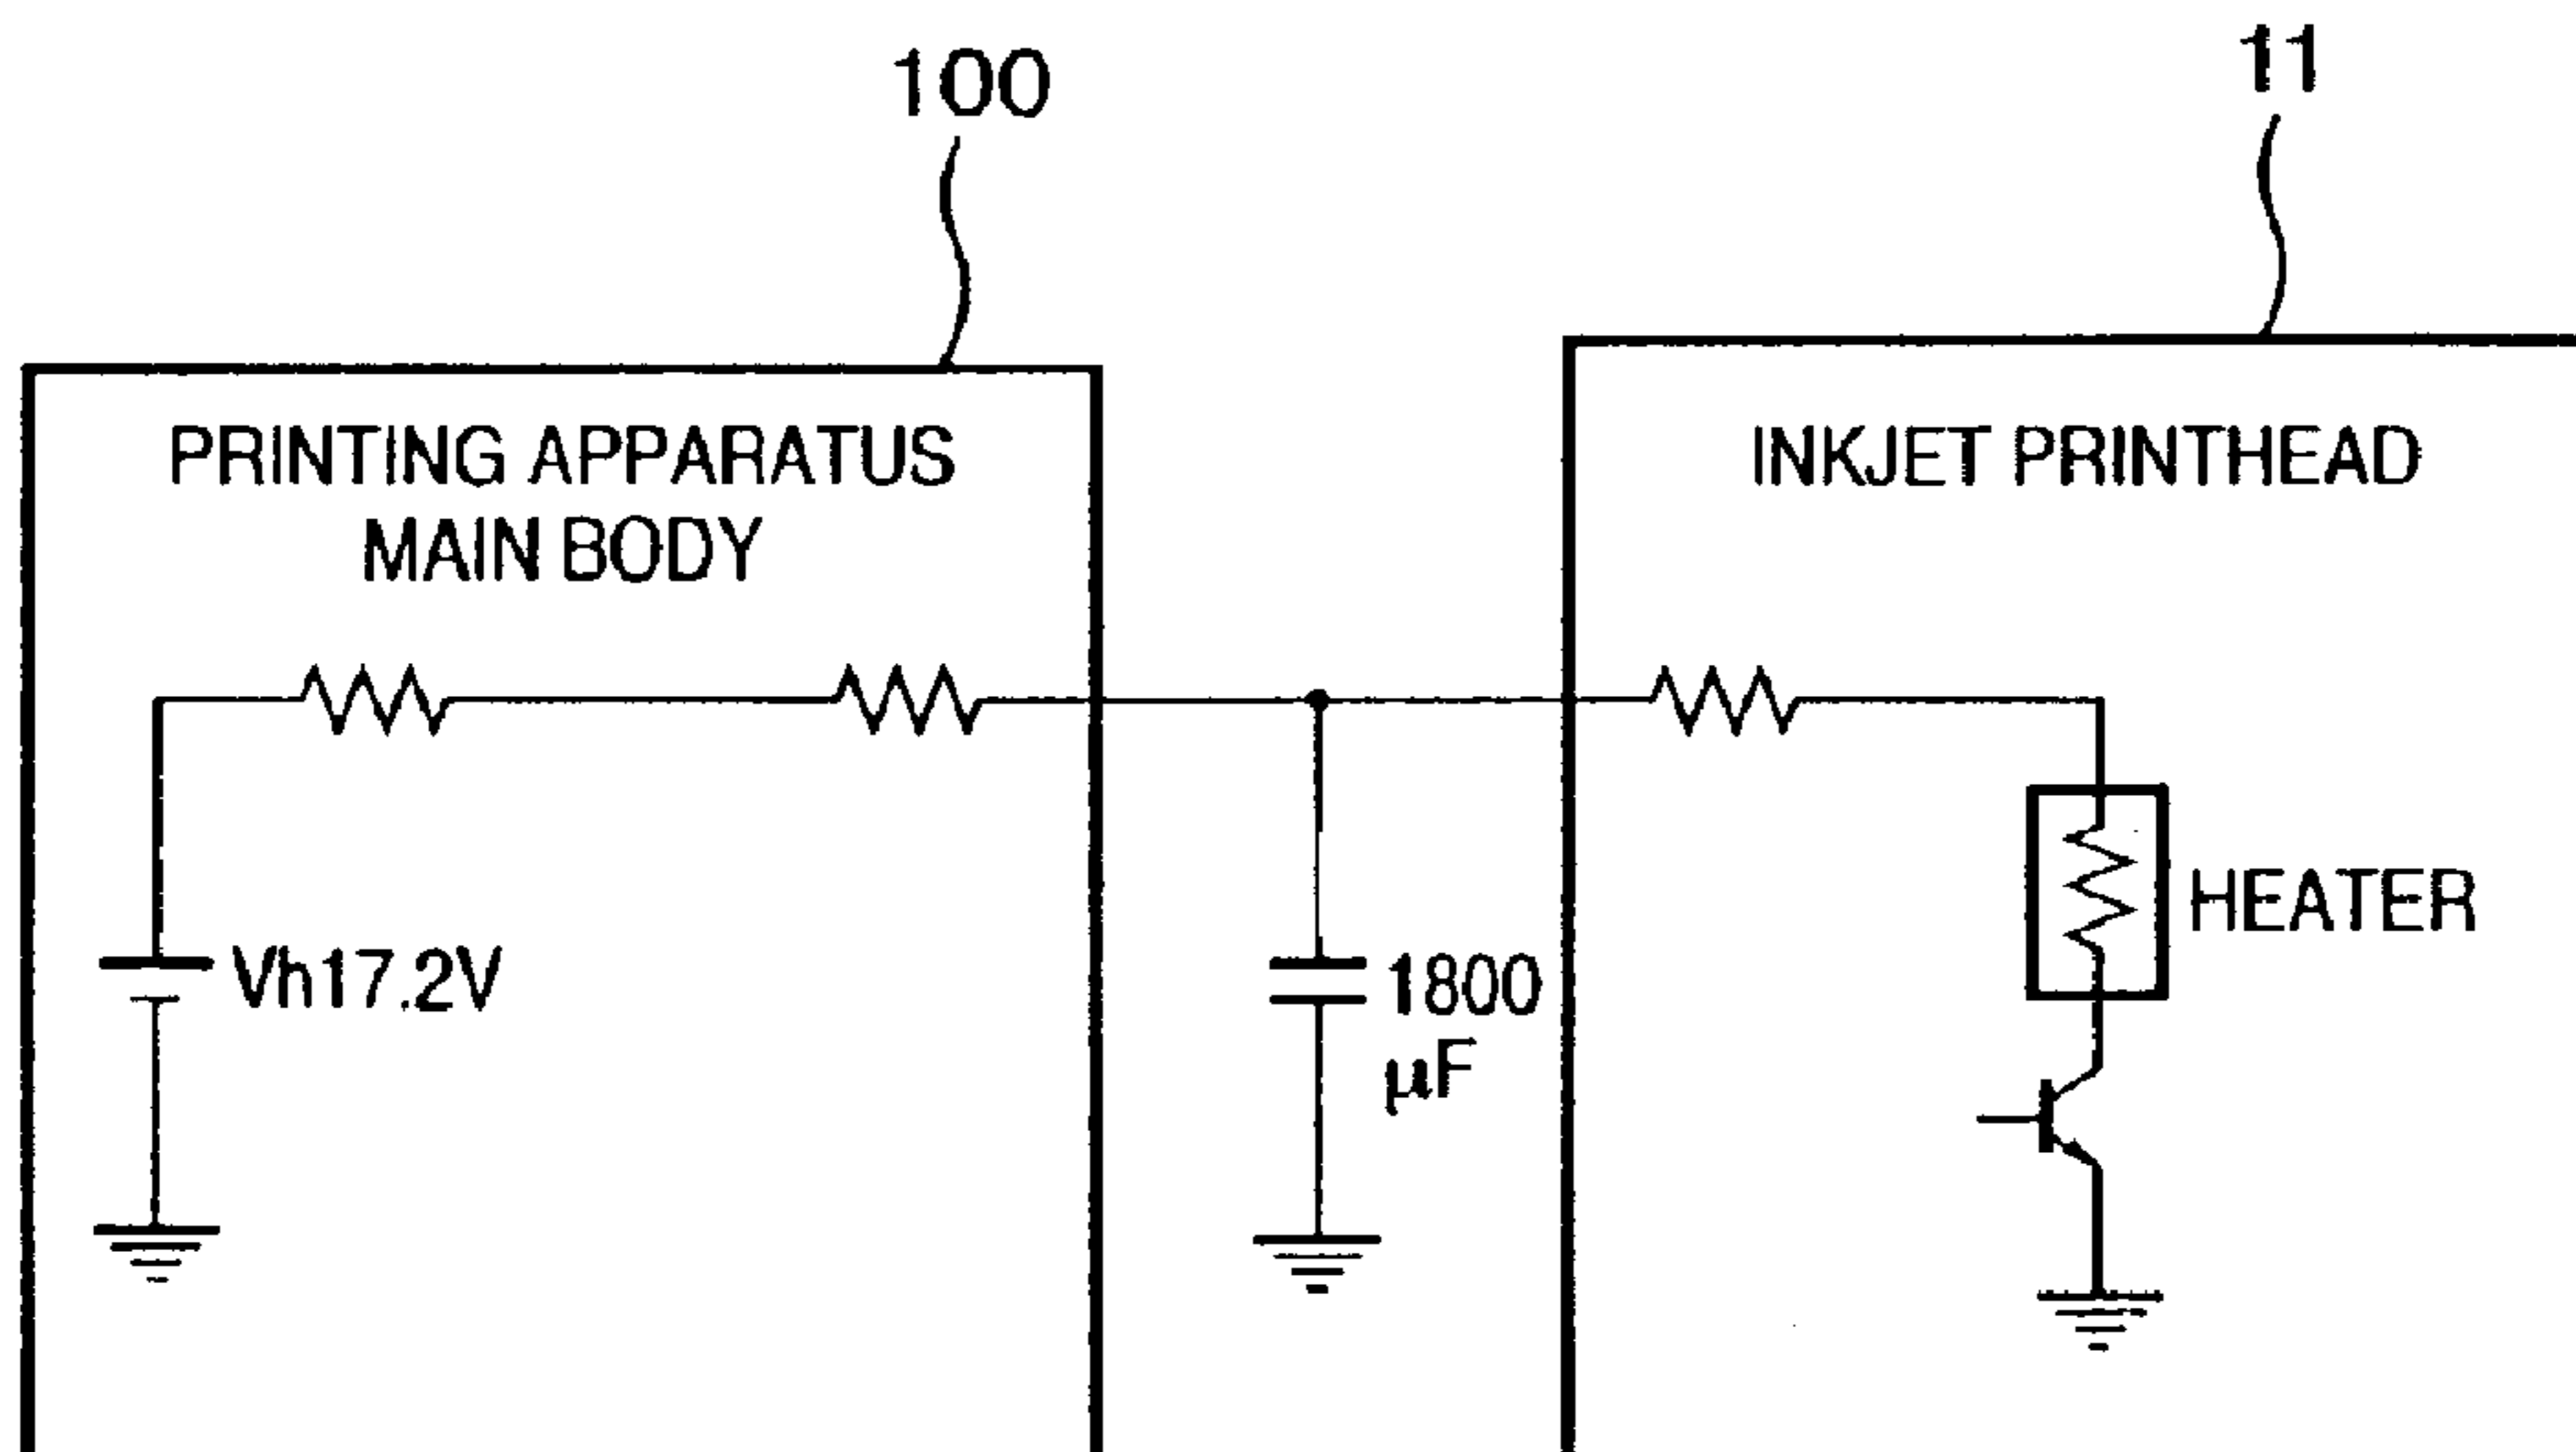 100
11
PRINTING APPARATUS
MAIN BODY
INKJET PRINTHEAD
HEATER
Vh17.2V
1800
µF